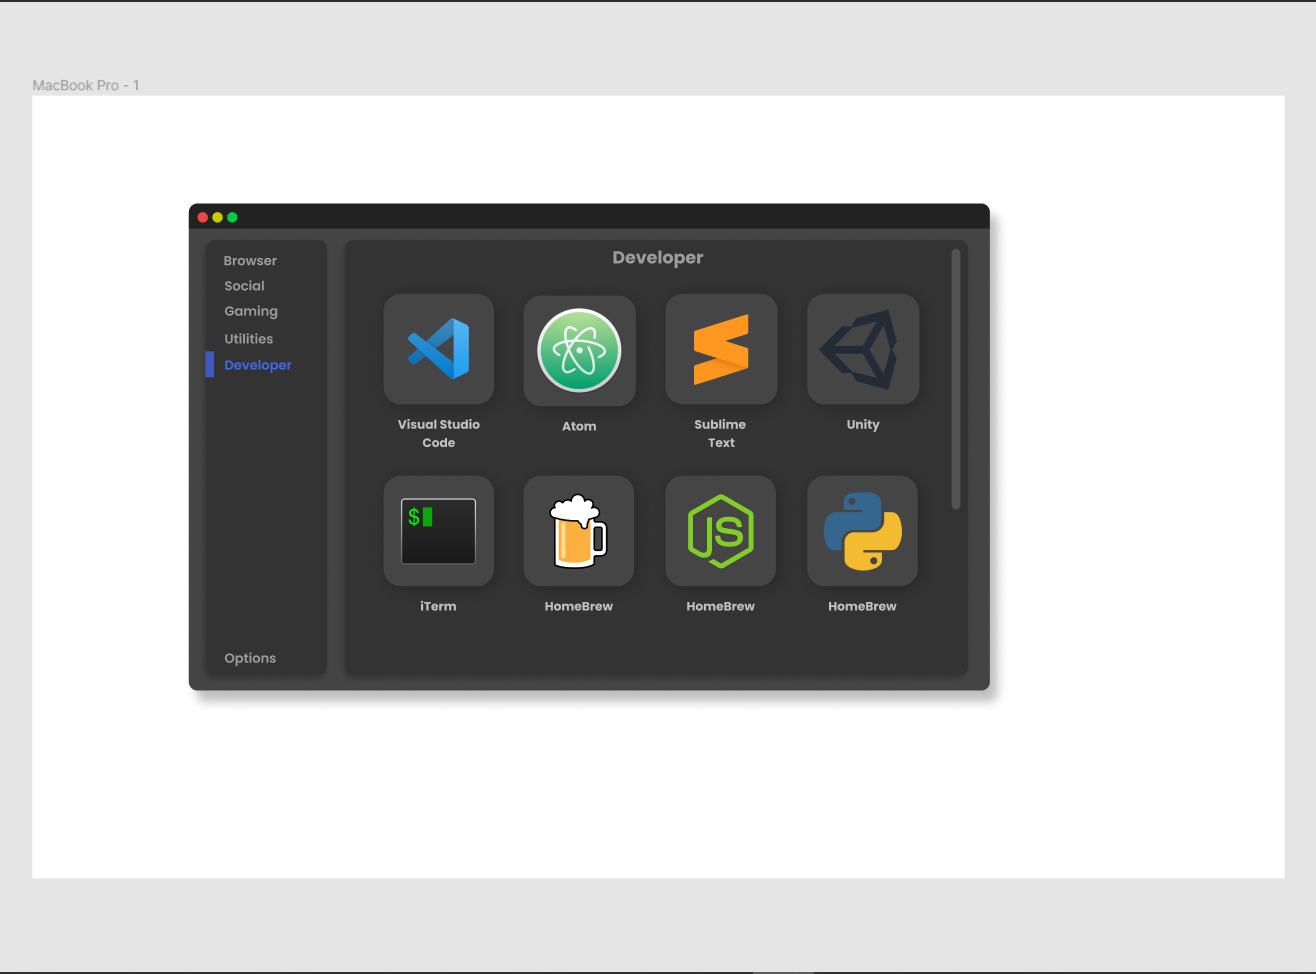 MacBook Pro - 1
Developer
Browser
Social
Gaming
Utilities
Developer
Options
Visual Studio
Code
Atom
Sublime
Text
Unity
$
JS
iTerm
HomeBrew
HomeBrew
HomeBrew